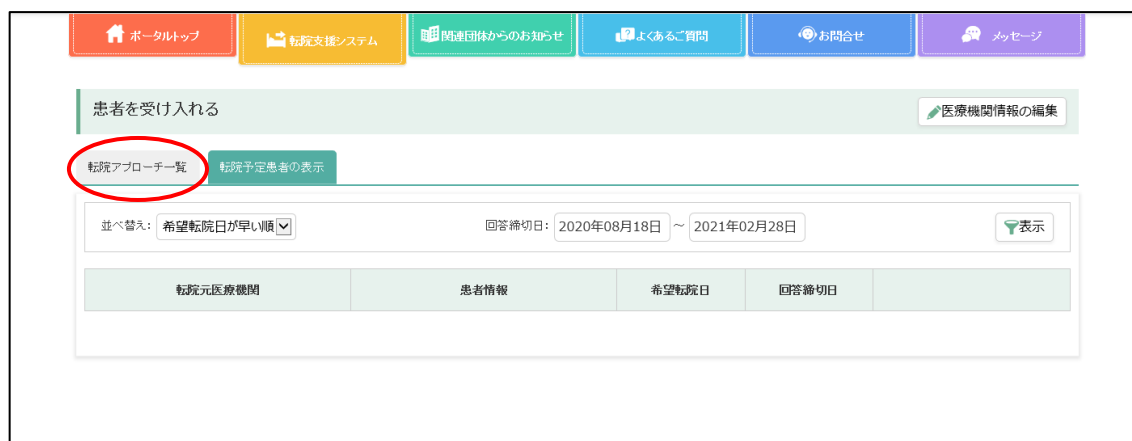 ポータルトップ 転院支援システム 関連団体からのお知らせ よくあるご質問 お問合せ メッセージ
患者を受け入れる 医療機関情報の編集
転院アプローチ一覧 転院予定患者の表示
並べ替え： 希望転院日が早い順 回答締切日： 2020年08月18日 ～ 2021年02月28日 表示
転院元医療機関 患者情報 希望転院日 回答締切日